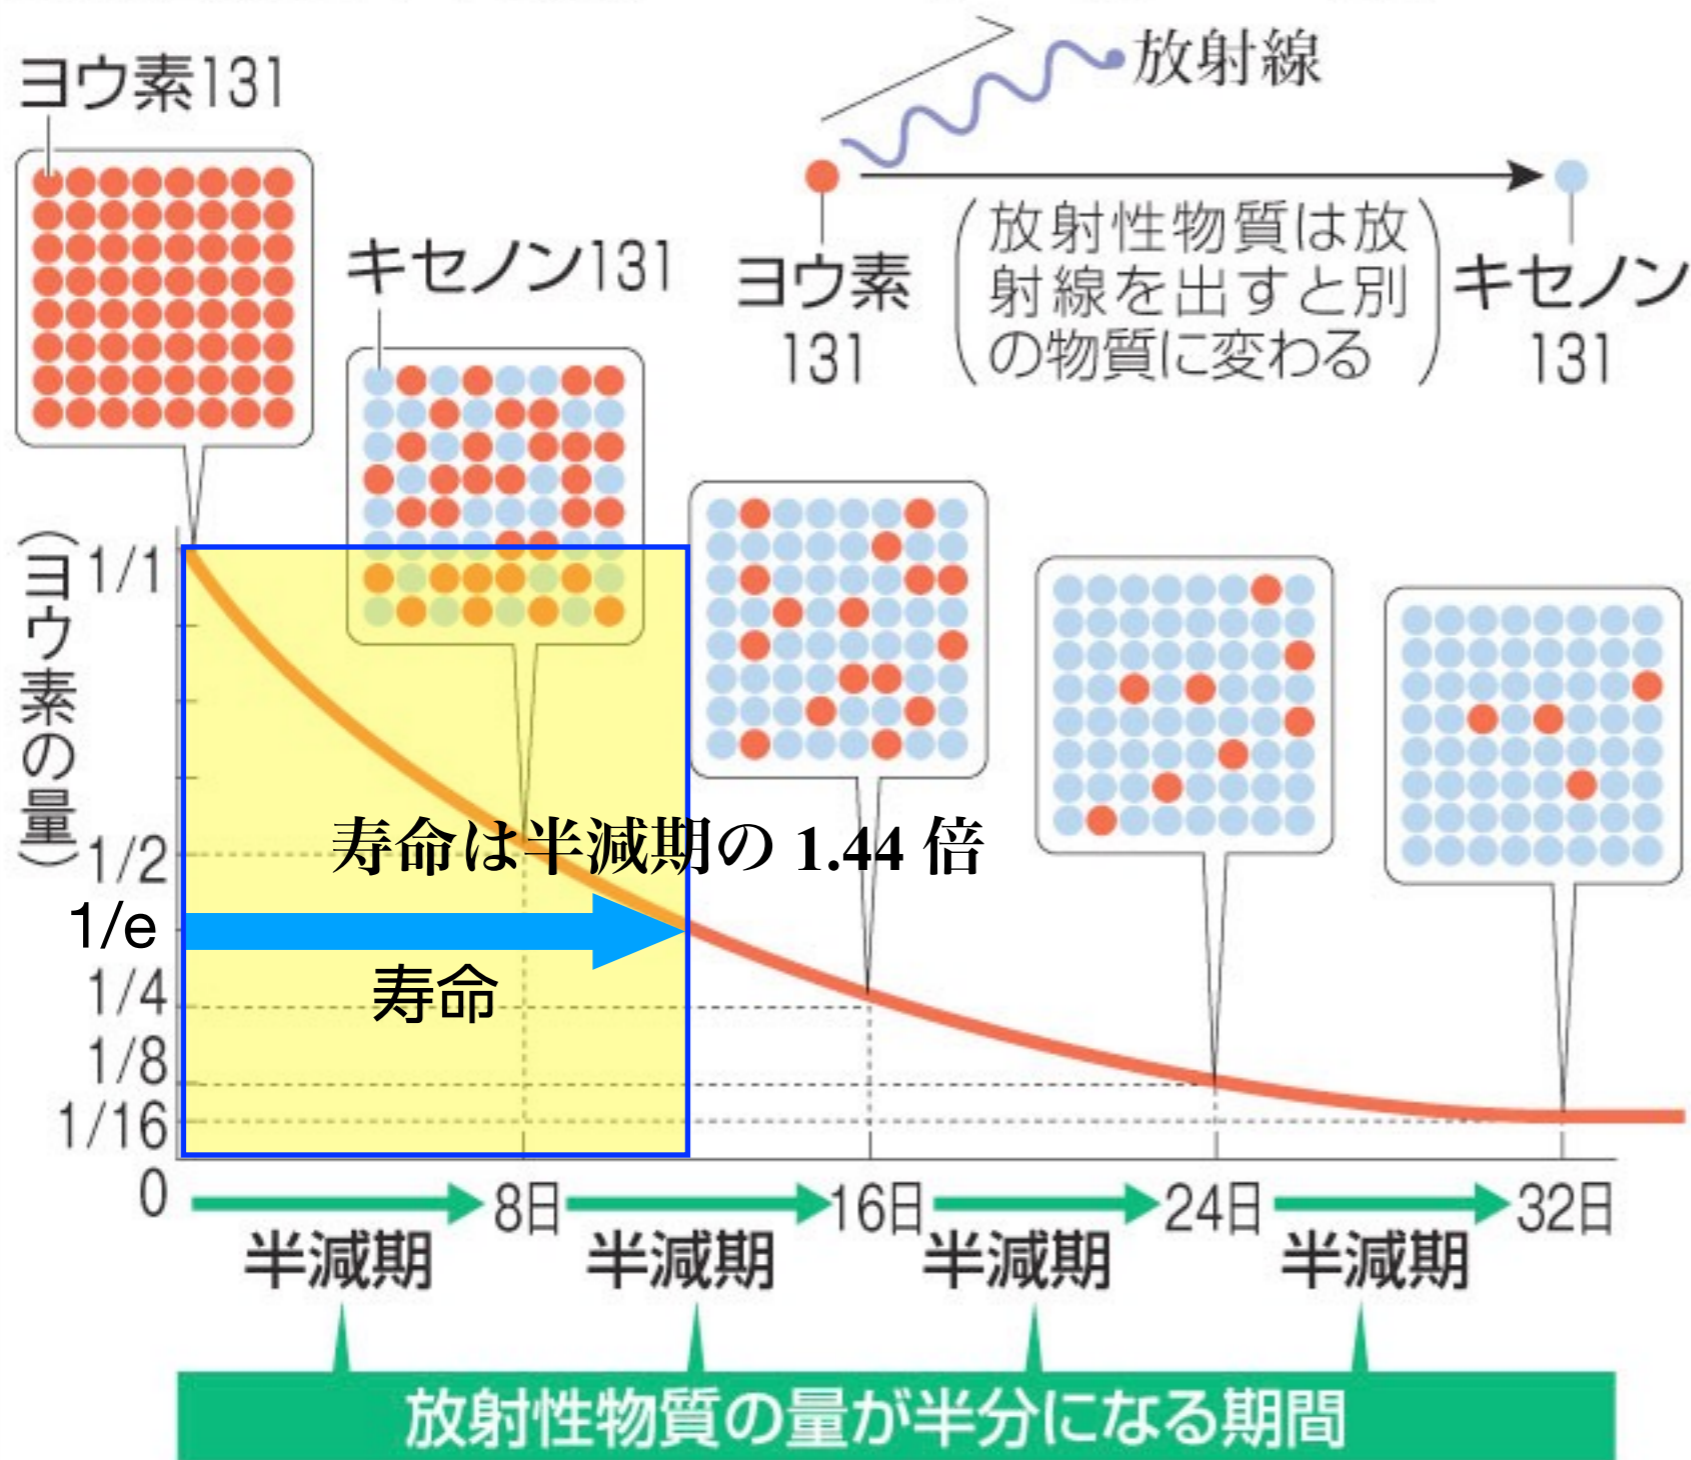 ヨウ素131
放射線
キセノン131
ヨウ素
131
(放射性物質は放
射線を出すと別
の物質に変わる)
キセノン
131
(ヨウ素の量)
1/1
1/2
寿命は半減期の 1.44 倍
1/e
寿命
1/4
1/8
1/16
0
8日
16日
24日
32日
半減期
半減期
半減期
半減期
放射性物質の量が半分になる期間